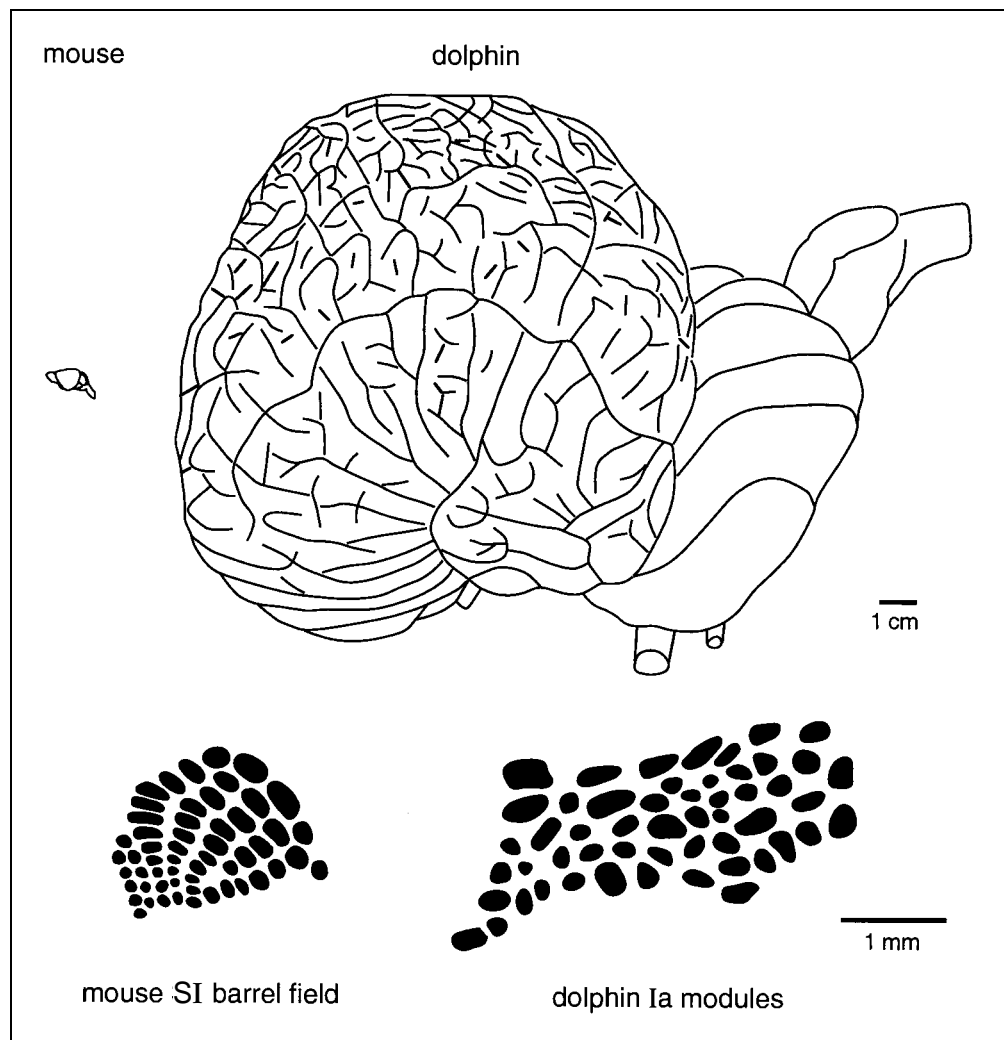 mouse
dolphin
1 cm
1 mm
mouse SI barrel field
dolphin Ia modules